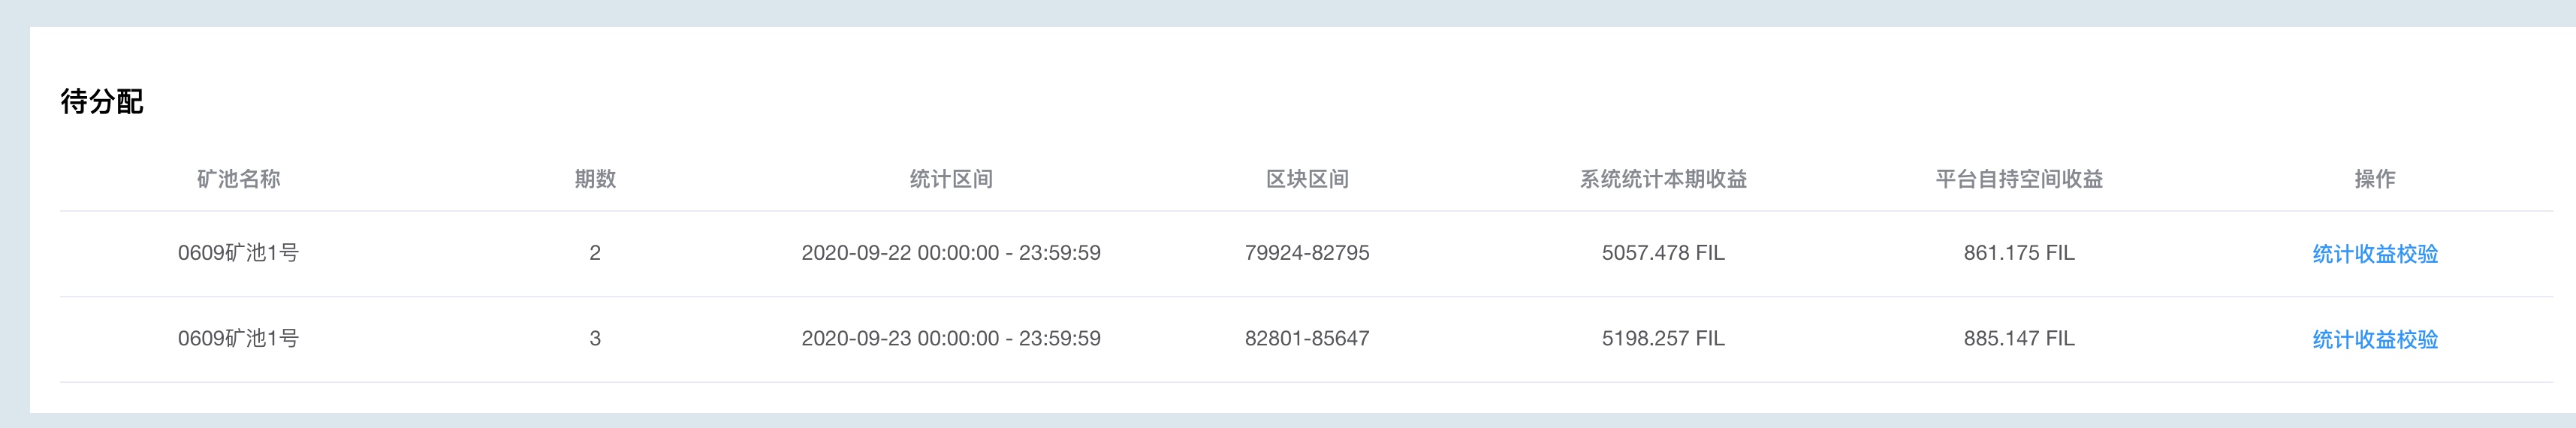 待分配
矿池名称 期数 统计区间 区块区间 系统统计本期收益 平台自持空间收益 操作
0609矿池1号 2 2020-09-22 00:00:00 - 23:59:59 79924-82795 5057.478 FIL 861.175 FIL 统计收益校验
0609矿池1号 3 2020-09-23 00:00:00 - 23:59:59 82801-85647 5198.257 FIL 885.147 FIL 统计收益校验